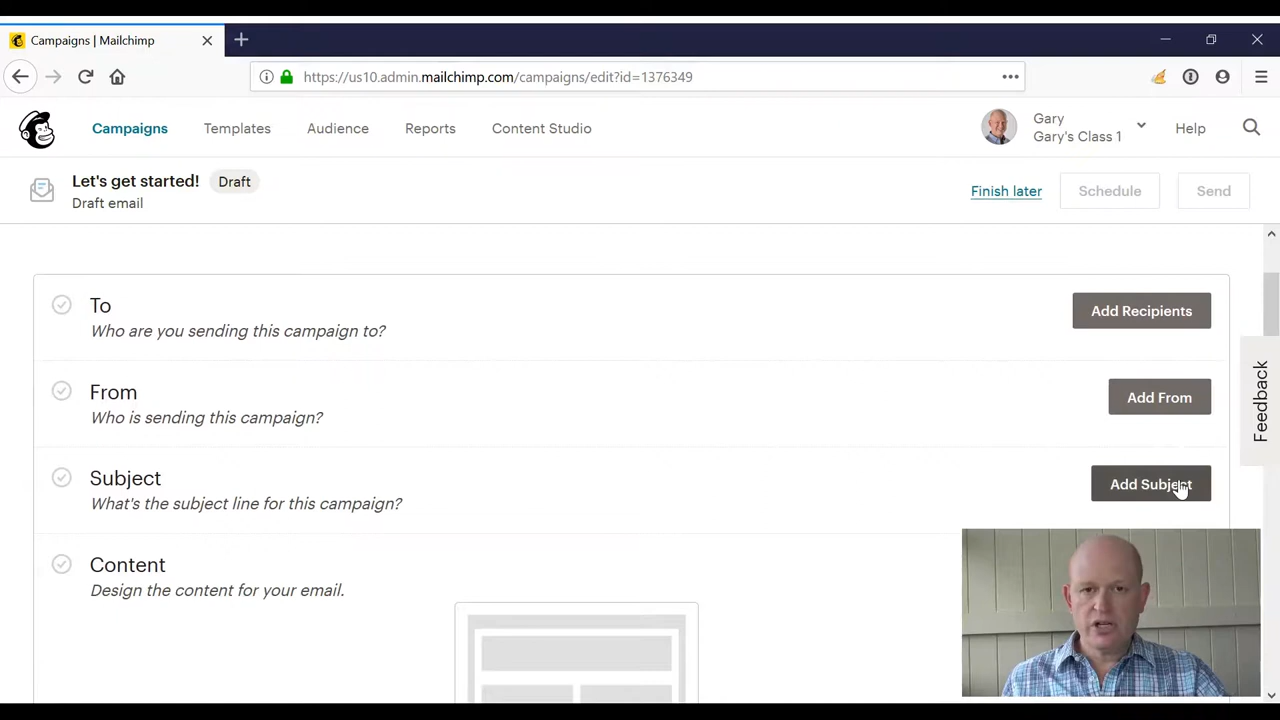 Campaigns | Mailchimp
https://us10.admin.mailchimp.com/campaigns/edit?id=1376349
Campaigns
Templates
Audience
Reports
Content Studio
Gary
Gary's Class 1
Help
Let's get started!
Draft
Draft email
Finish later
Schedule
Send
To
Who are you sending this campaign to?
Add Recipients
From
Who is sending this campaign?
Add From
Feedback
Subject
What's the subject line for this campaign?
Add Subject
Content
Design the content for your email.